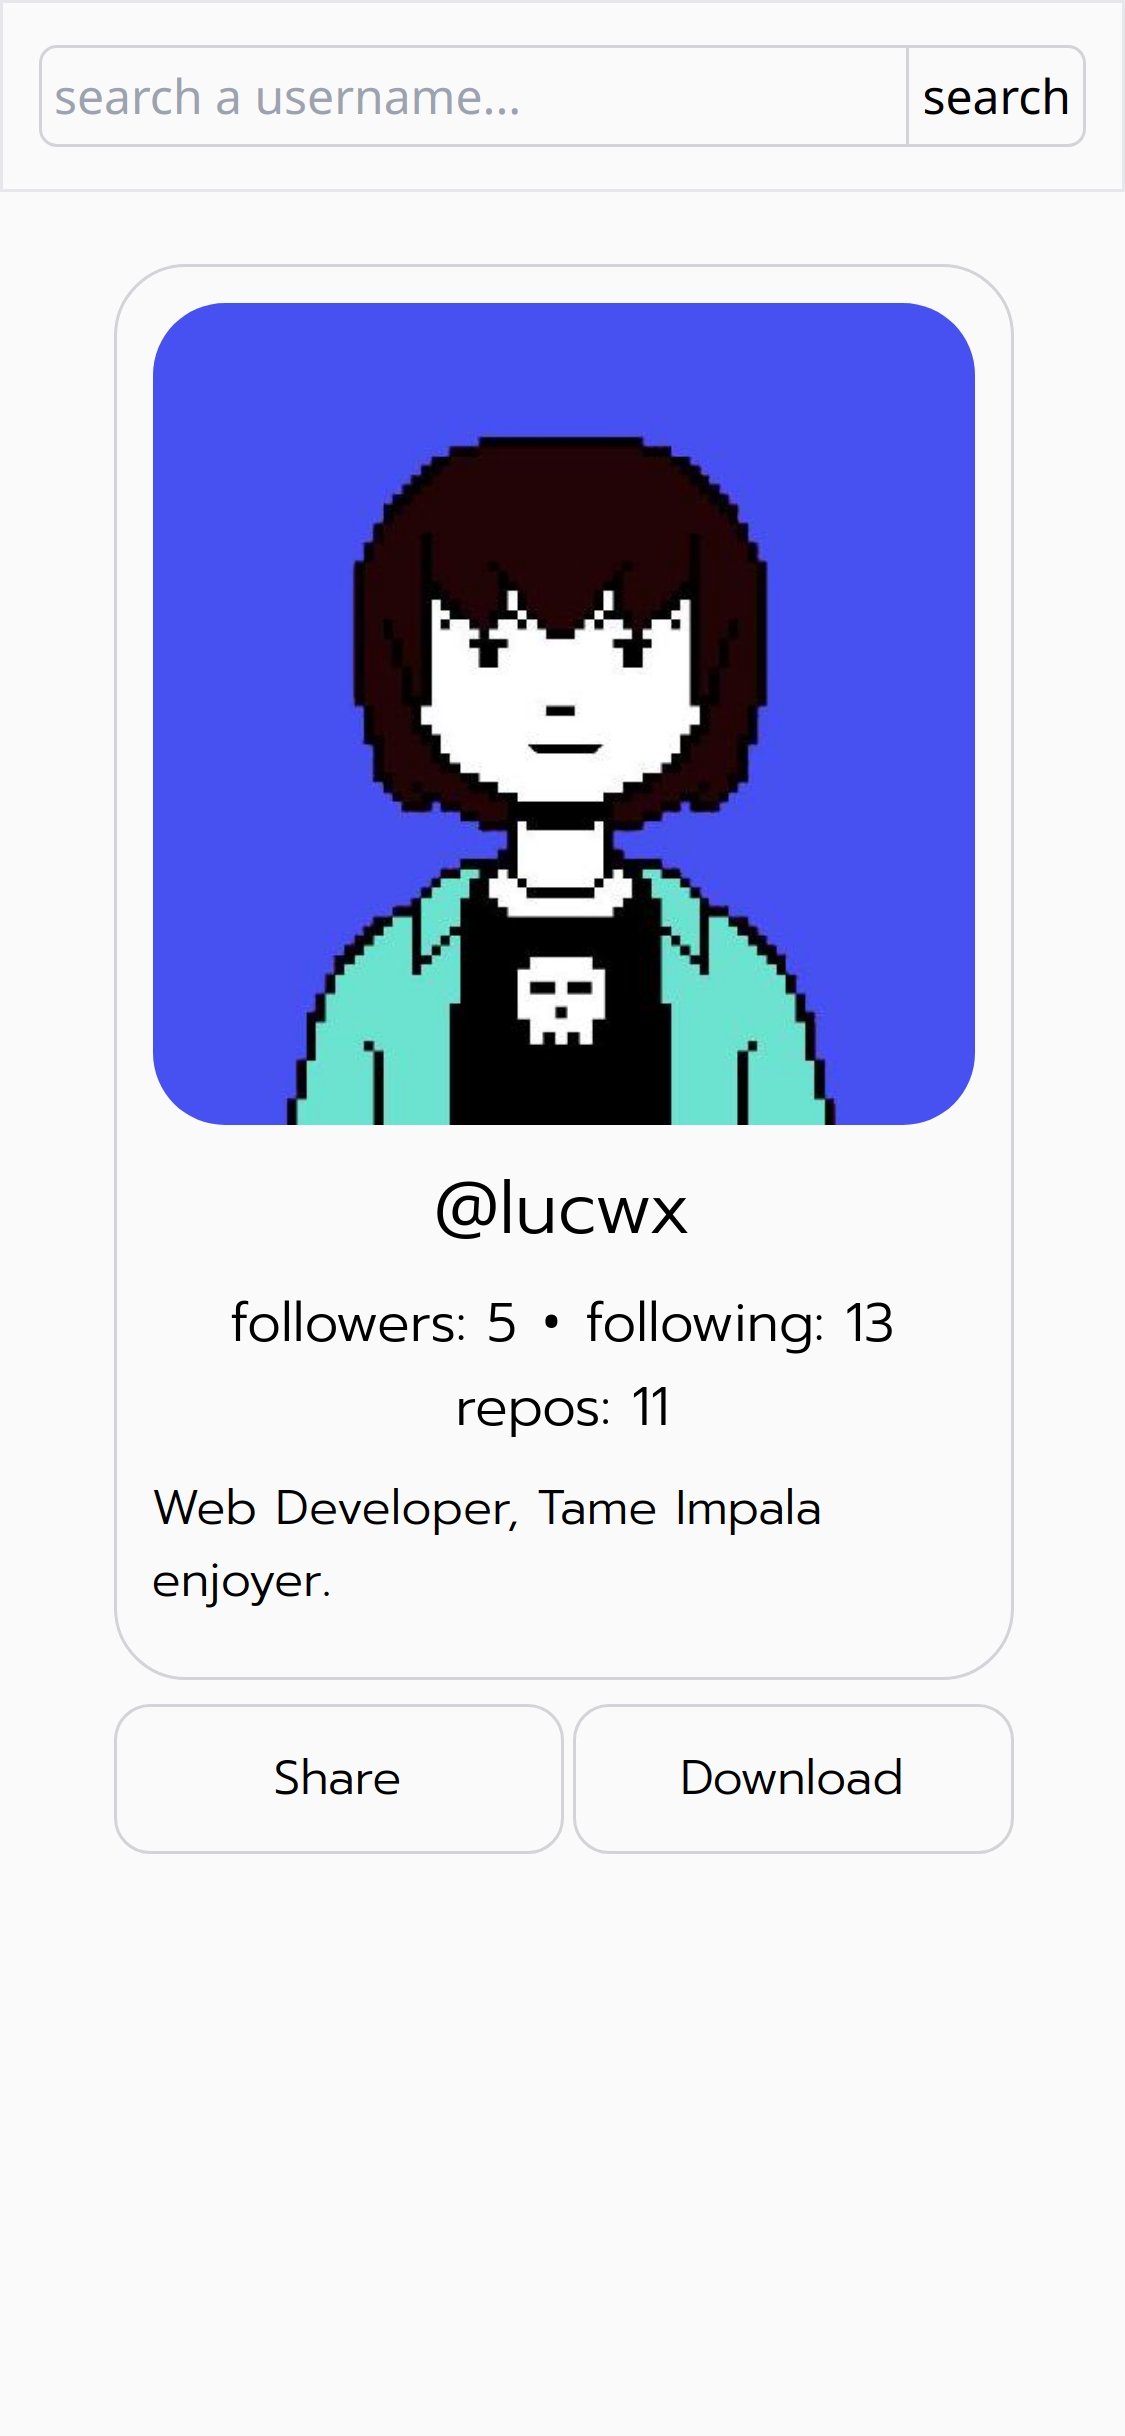 search a username...
search
@lucwx
followers: 5 • following: 13
repos: 11
Web Developer, Tame Impala
enjoyer.
Share
Download